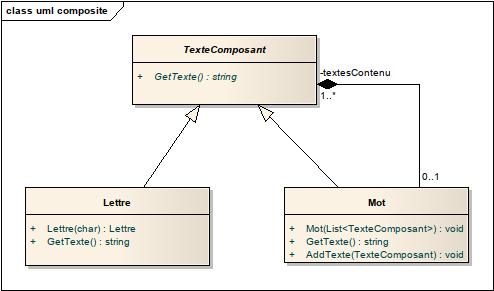 class uml composite
TexteComposant
+ GetTexte() : string
-textesContenu
1..*
0..1
Lettre
+ Lettre(char) : Lettre
+ GetTexte() : string
Mot
+ Mot(List<TexteComposant>) : void
+ GetTexte() : string
+ AddTexte(TexteComposant) : void